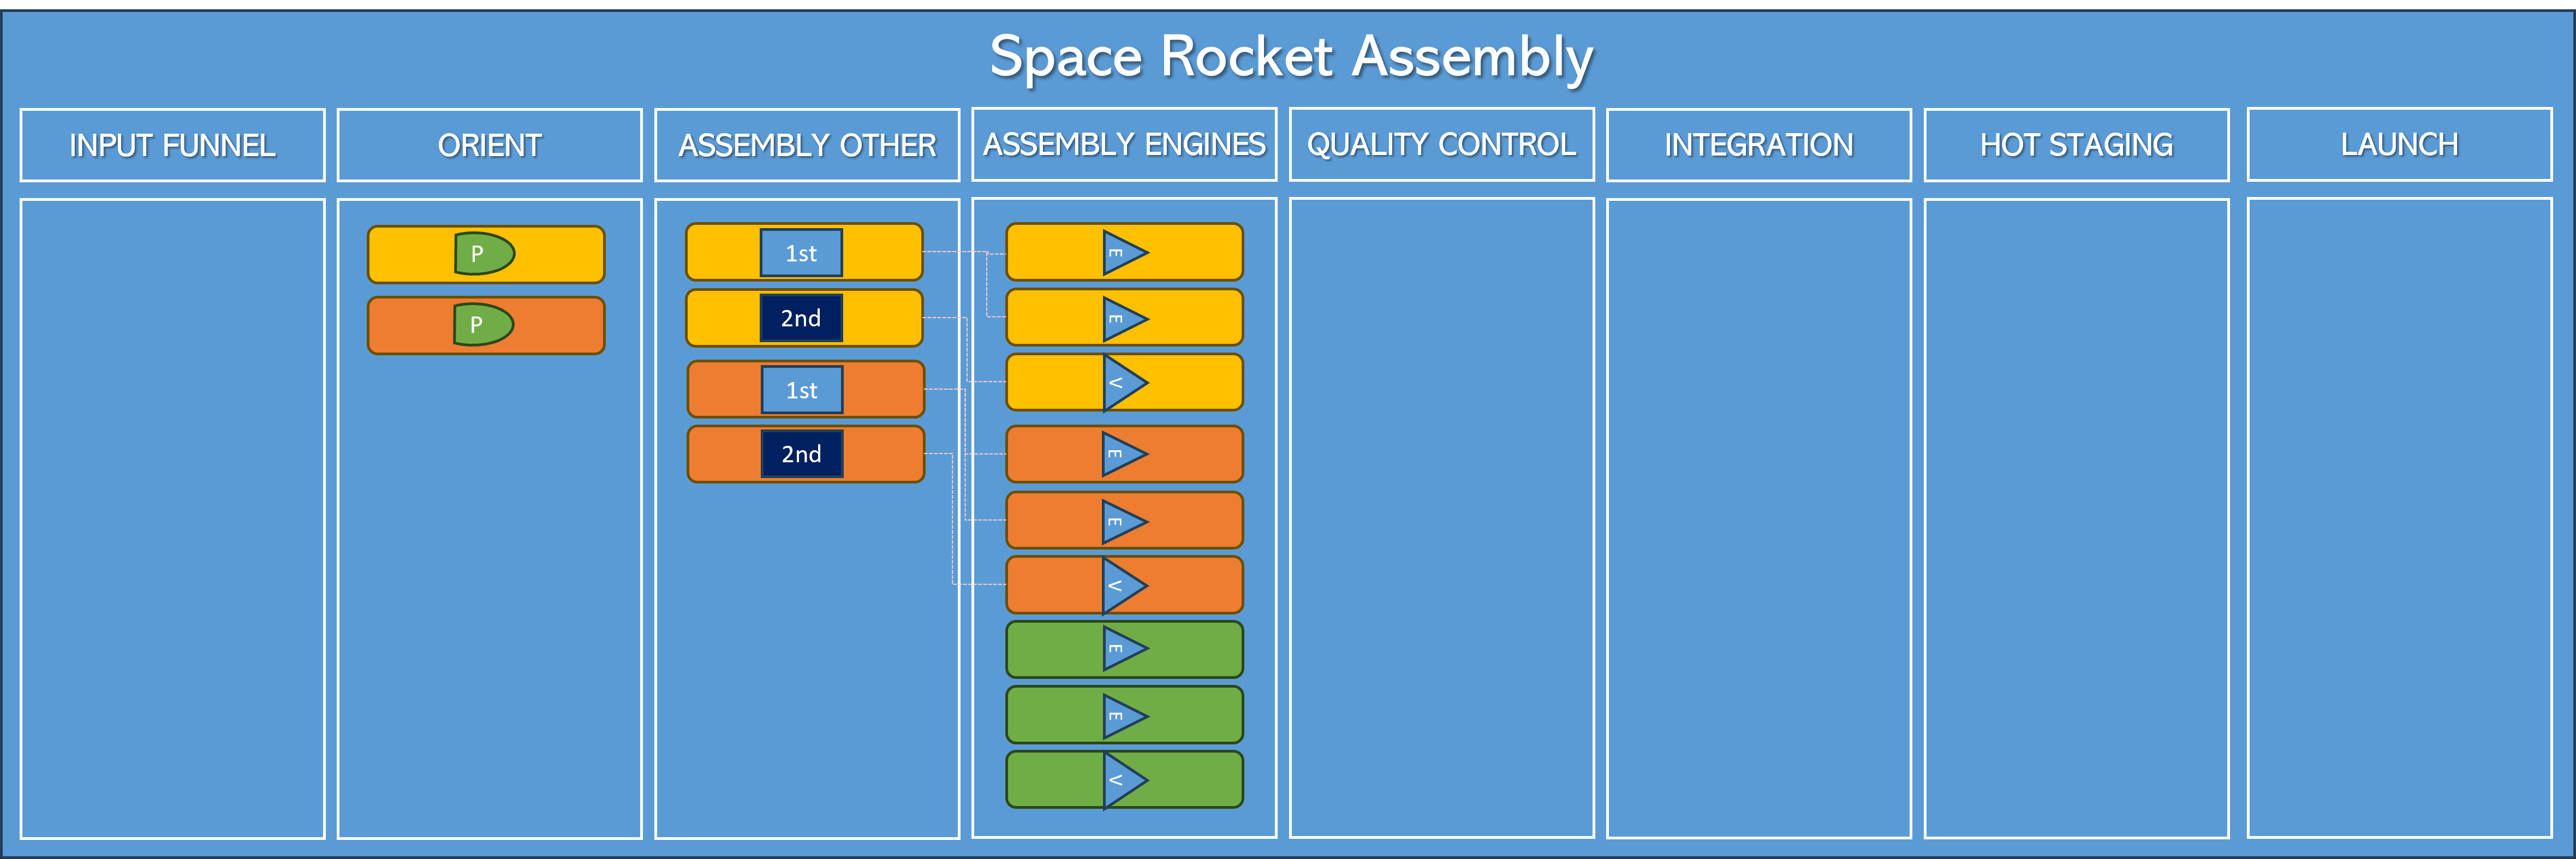 Space Rocket Assembly
INPUT FUNNEL
ORIENT
ASSEMBLY OTHER
ASSEMBLY ENGINES
QUALITY CONTROL
INTEGRATION
HOT STAGING
LAUNCH
P
P
1st
2nd
1st
2nd
E
E
V
E
E
V
E
E
V